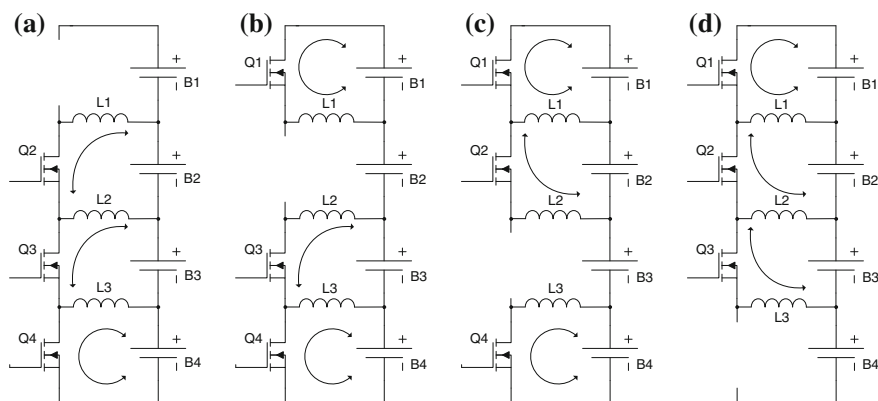 (a) (b) (c) (d)
+ Q1 + Q1 + Q1 +
B1 B1 B1 B1
L1 L1 L1 L1
Q2 + + Q2 + Q2 +
B2 B2 B2 B2
L2 L2 L2 L2
Q3 + Q3 + + Q3 +
B3 B3 B3 B3
L3 L3 L3 L3
Q4 + Q4 + Q4 + +
B4 B4 B4 B4